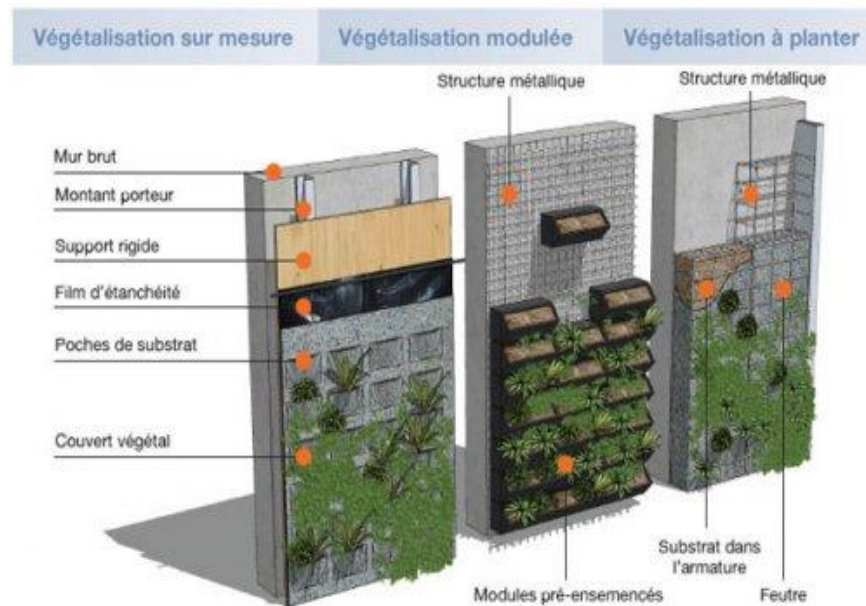 Végétalisation sur mesure
Végétalisation modulée
Végétalisation à planter
Structure métallique
Structure métallique
Mur brut
Montant porteur
Support rigide
Film d'étanchéité
Poches de substrat
Couvert végétal
Substrat dans
l'armature
Modules pré-ensemencés
Feutre